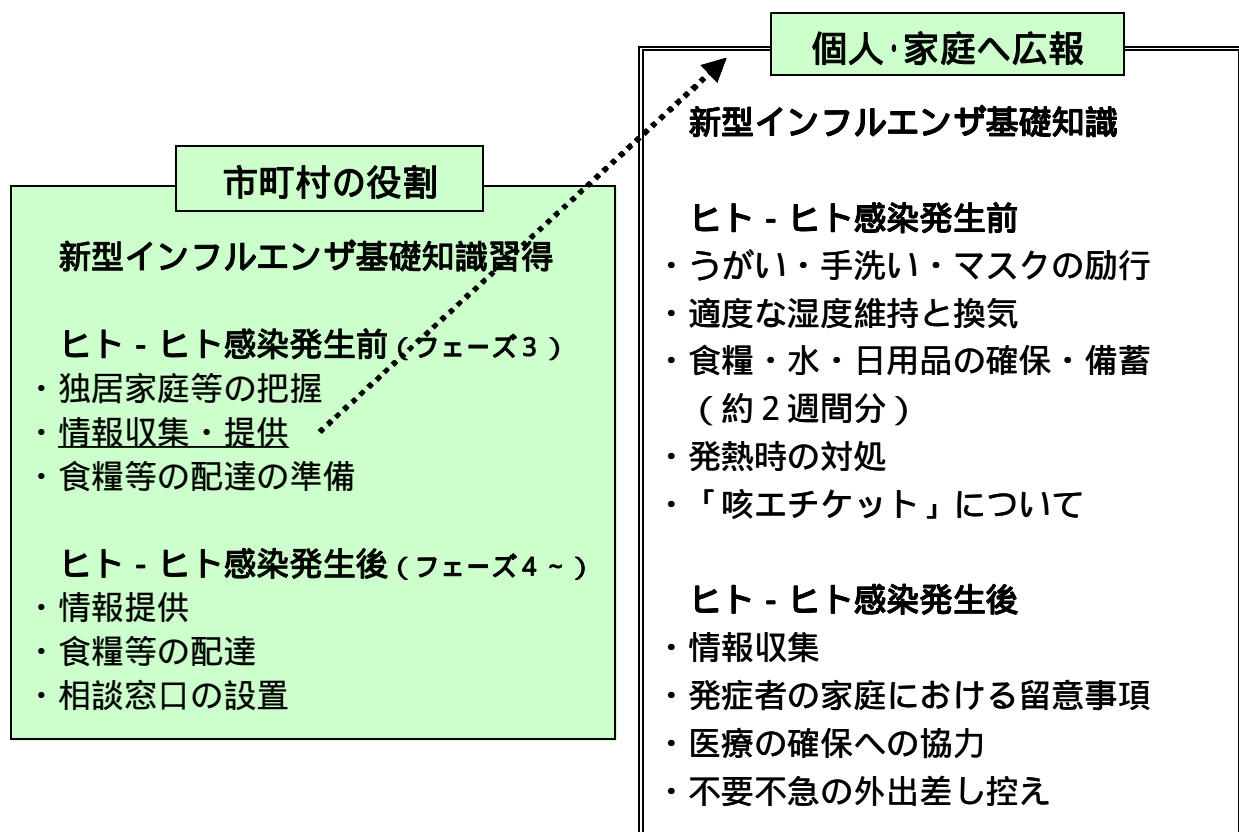 市町村の役割
新型インフルエンザ基礎知識習得
ヒト - ヒト感染発生前(フェーズ3)
・独居家庭等の把握
・情報収集・提供
・食糧等の配達の準備
ヒト - ヒト感染発生後(フェーズ4~)
・情報提供
・食糧等の配達
・相談窓口の設置
個人・家庭へ広報
新型インフルエンザ基礎知識
ヒト - ヒト感染発生前
・うがい・手洗い・マスクの励行
・適度な湿度維持と換気
・食糧・水・日用品の確保・備蓄
(約2週間分)
・発熱時の対処
・「咳エチケット」について
ヒト - ヒト感染発生後
・情報収集
・発症者の家庭における留意事項
・医療の確保への協力
・不要不急の外出差し控え